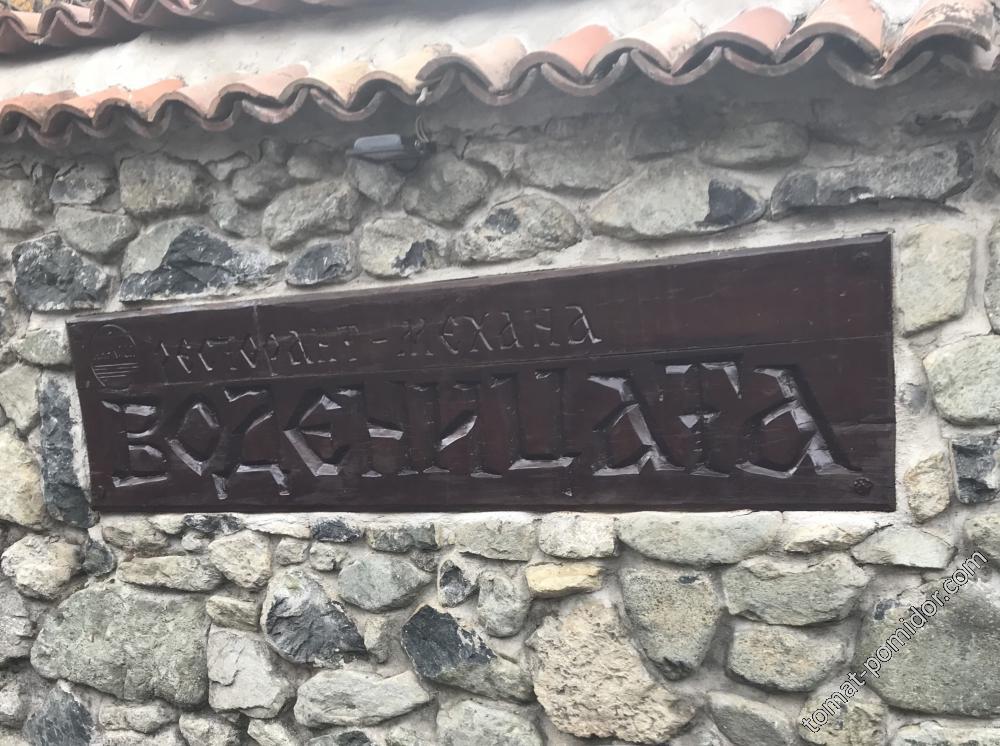 ресторант - механа
ВОДЕНИЦАТА
tomat-pomidor.com